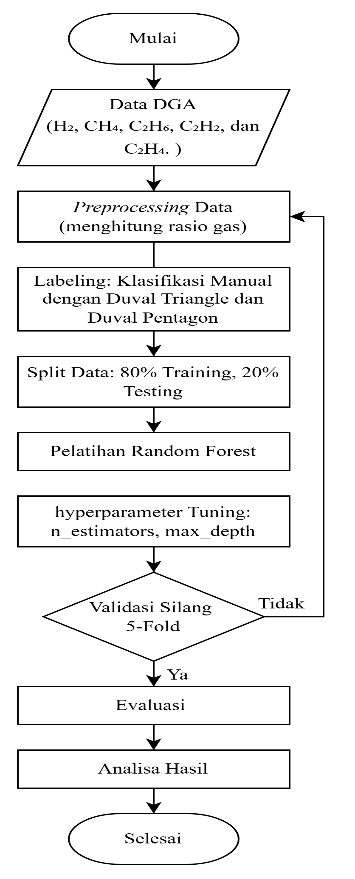 Mulai
Data DGA
(H₂, CH₄, C₂H₆, C₂H₂, dan
C₂H₄. )
Preprocessing Data
(menghitung rasio gas)
Labeling: Klasifikasi Manual
dengan Duval Triangle dan
Duval Pentagon
Split Data: 80% Training, 20%
Testing
Pelatihan Random Forest
hyperparameter Tuning:
n_estimators, max_depth
Validasi Silang
5-Fold
Tidak
Ya
Evaluasi
Analisa Hasil
Selesai